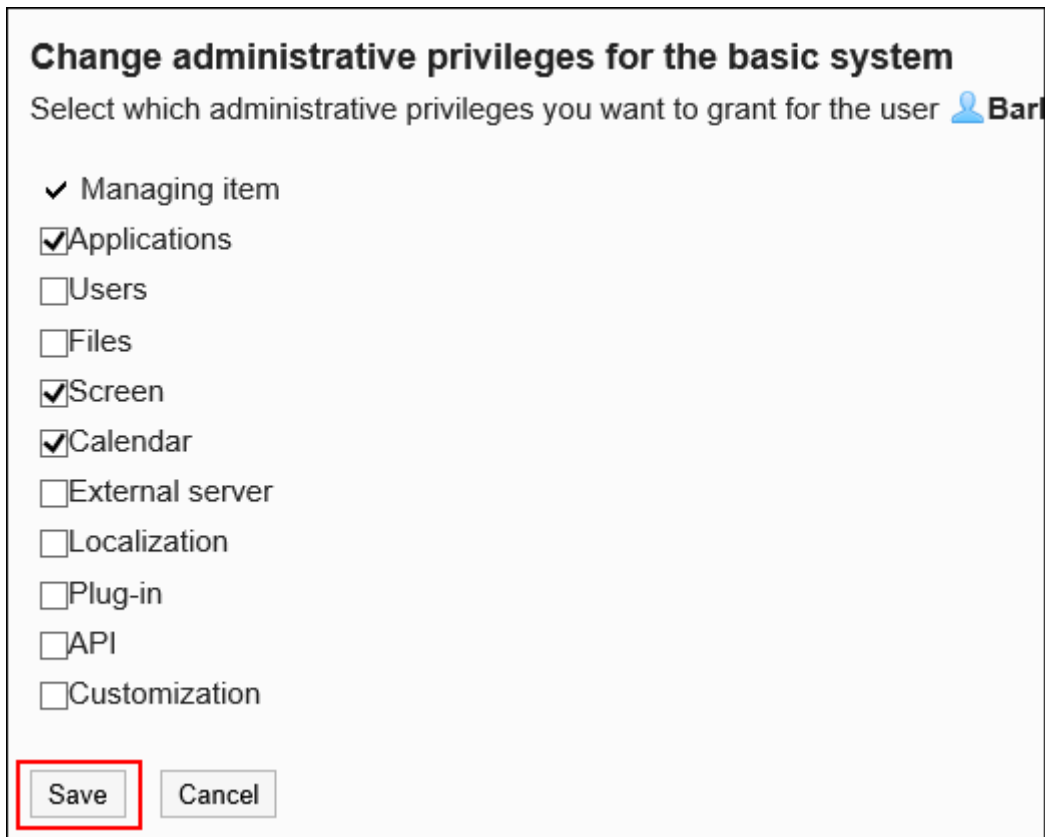 Change administrative privileges for the basic system
Select which administrative privileges you want to grant for the user
Managing item
Applications
Users
Files
Screen
Calendar
External server
Localization
Plug-in
API
Customization
Save Cancel